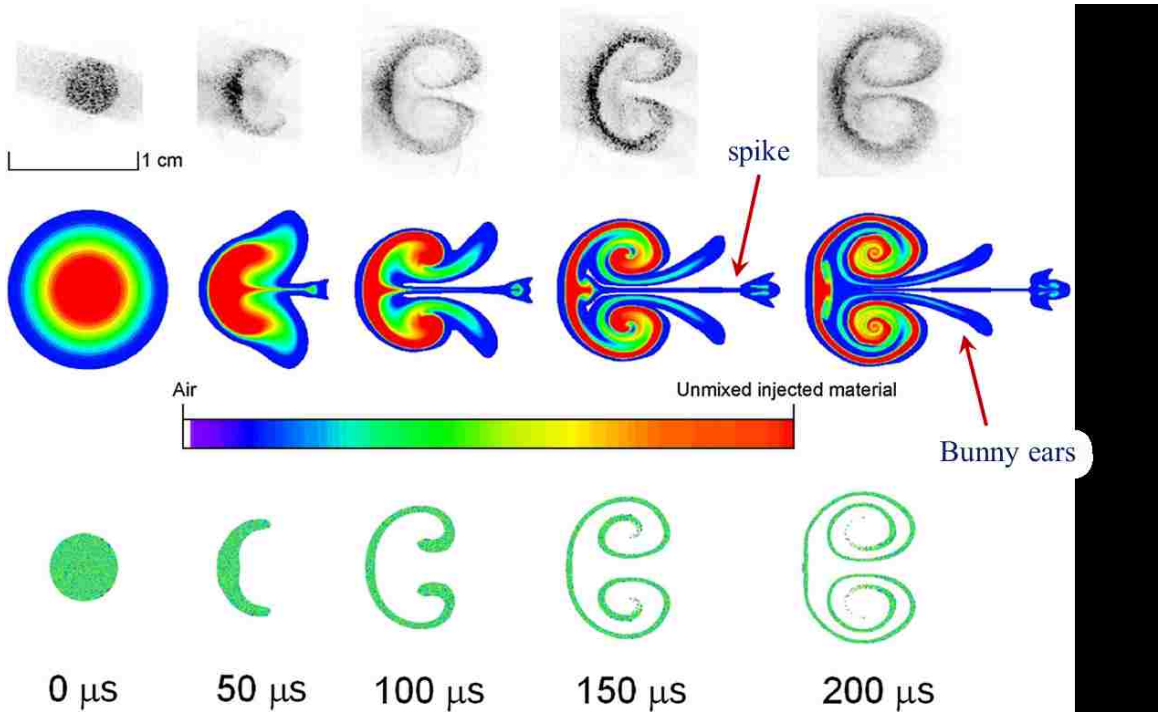 1 cm
spike
Air
Unmixed injected material
Bunny ears
0 μs
50 μs
100 μs
150 μs
200 μs